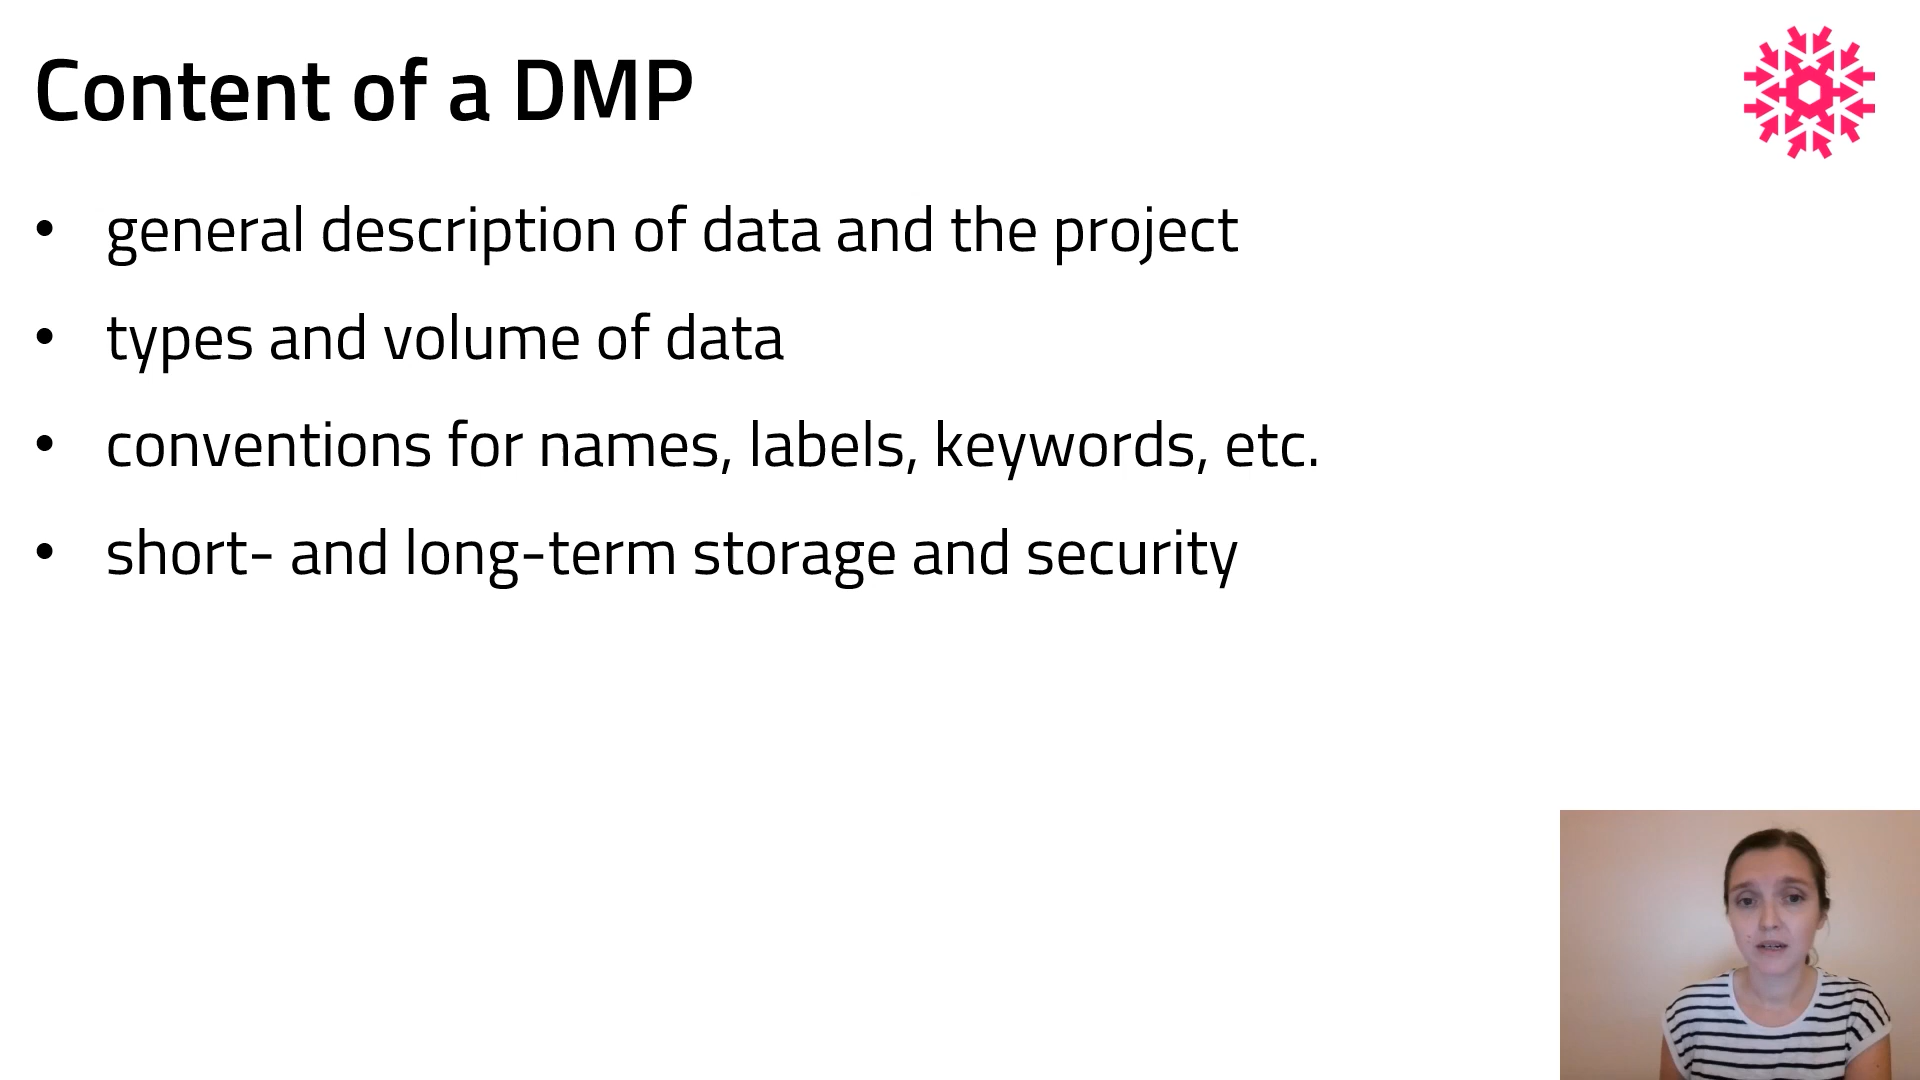 Content of a DMP
• general description of data and the project
• types and volume of data
• conventions for names, labels, keywords, etc.
• short- and long-term storage and security